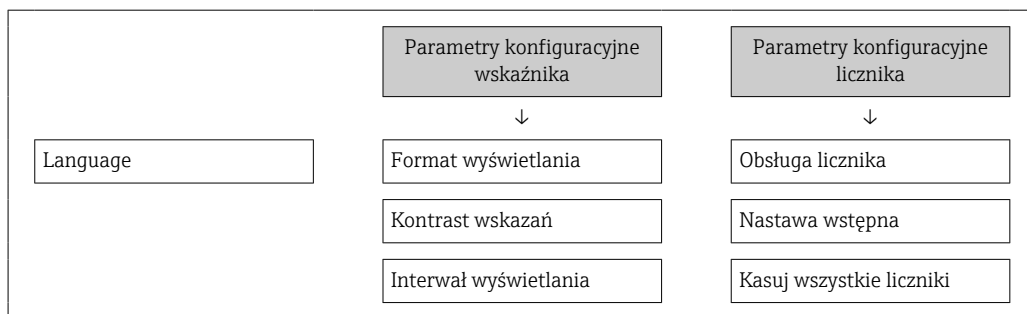 Parametry konfiguracyjne
wskaźnika
Parametry konfiguracyjne
licznika
↓
↓
Language
Format wyświetlania
Obsługa licznika
Kontrast wskazań
Nastawa wstępna
Interwał wyświetlania
Kasuj wszystkie liczniki